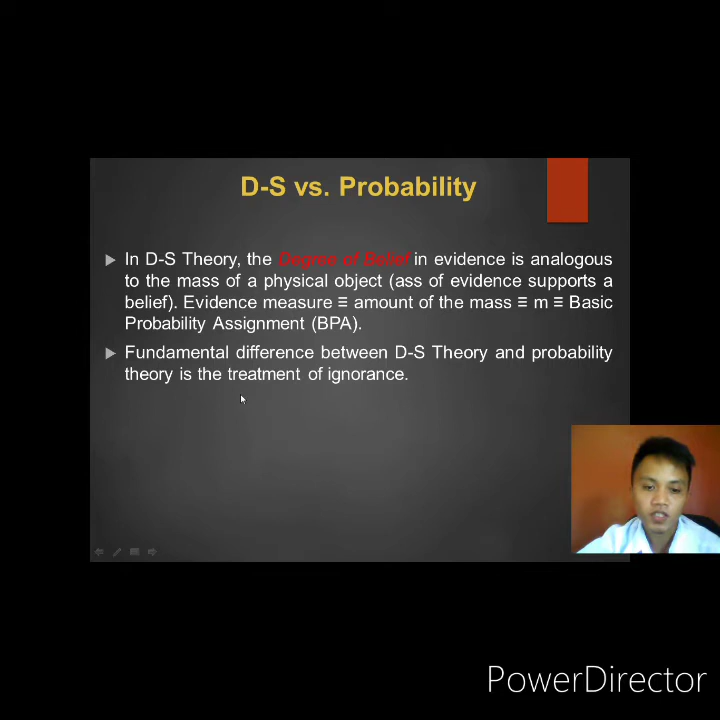 D-S vs. Probability
In D-S Theory, the Degree of Belief in evidence is analogous
to the mass of a physical object (ass of evidence supports a
belief). Evidence measure ≡ amount of the mass ≡ m ≡ Basic
Probability Assignment (BPA).
Fundamental difference between D-S Theory and probability
theory is the treatment of ignorance.
PowerDirector